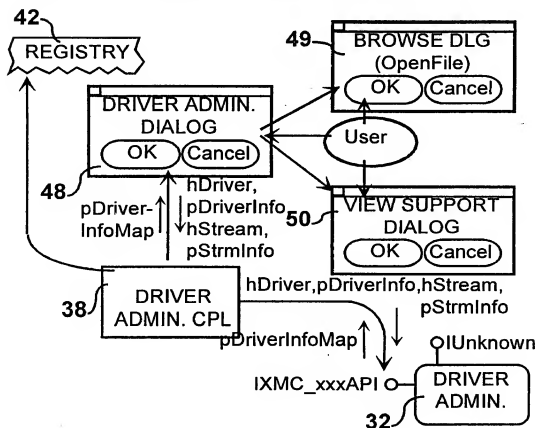 42
REGISTRY
49
BROWSE DLG
(OpenFile)
OK
Cancel
DRIVER ADMIN.
DIALOG
OK
Cancel
48
User
hDriver,
pDriverInfo
hStream,
pStrmInfo
pDriver-
InfoMap
50
VIEW SUPPORT
DIALOG
OK
Cancel
38
DRIVER
ADMIN. CPL
hDriver,pDriverInfo,hStream,
pStrmInfo
pDriverInfoMap
IUnknown
IXMC_xxxAPI
DRIVER
ADMIN.
32